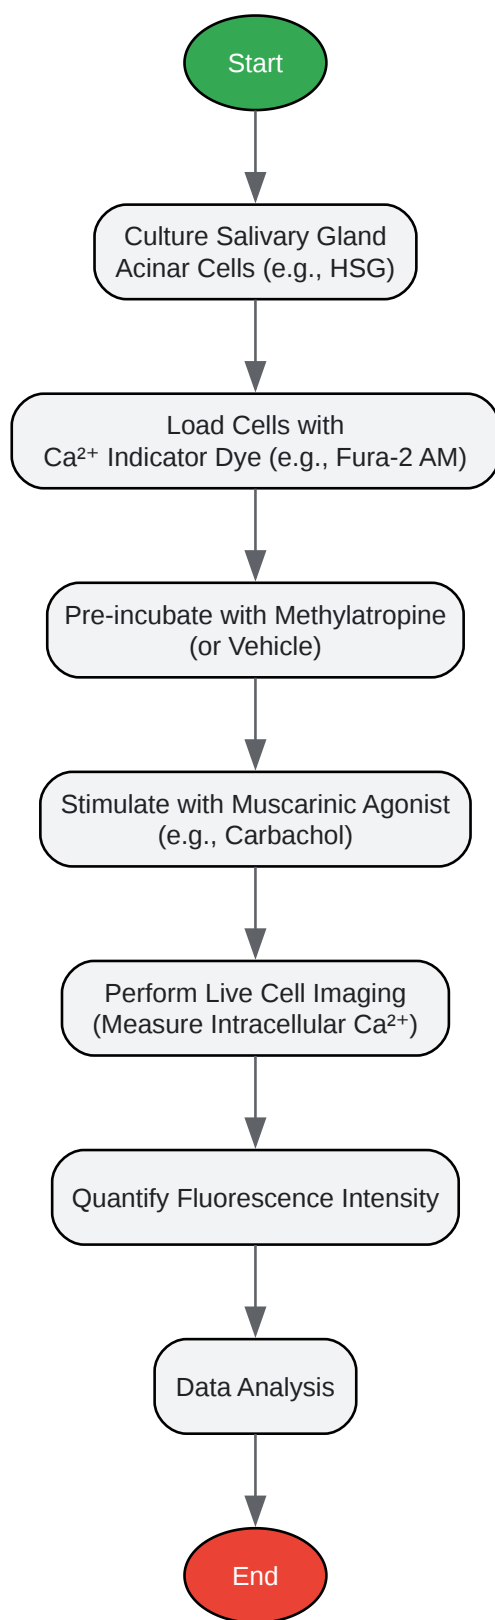 Start
Culture Salivary Gland
Acinar Cells (e.g., HSG)
Load Cells with
Ca²⁺ Indicator Dye (e.g., Fura-2 AM)
Pre-incubate with Methylatropine
(or Vehicle)
Stimulate with Muscarinic Agonist
(e.g., Carbachol)
Perform Live Cell Imaging
(Measure Intracellular Ca²⁺)
Quantify Fluorescence Intensity
Data Analysis
End